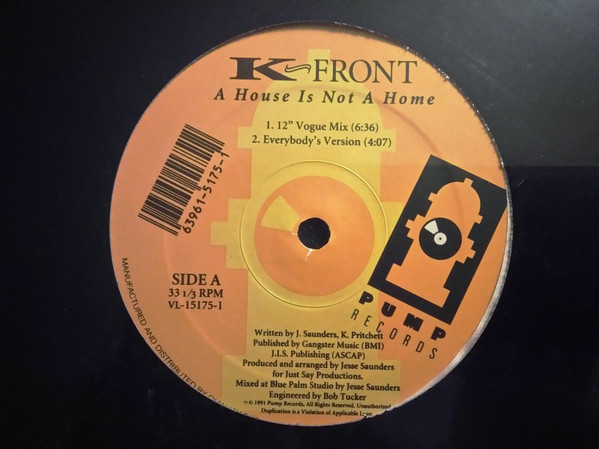 K~FRONT
A House Is Not A Home
1. 12" Vogue Mix (6:36)
2. Everybody's Version (4:07)
63961-5175-1
SIDE A
33 1/3 RPM
VL-15175-1
PUMP
RECORDS
Written by J. Saunders, K. Pritchett
Published by Gangster Music (BMI)
J.I.S. Publishing (ASCAP)
Produced and arranged by Jesse Saunders
for Just Say Productions.
Mixed at Blue Palm Studio by Jesse Saunders
Engineered by Bob Tucker
℗ © 1991 Pump Records. All Rights Reserved. Unauthorized
Duplication is a Violation of Applicable Laws.
MANUFACTURED AND DISTRIBUTED BY